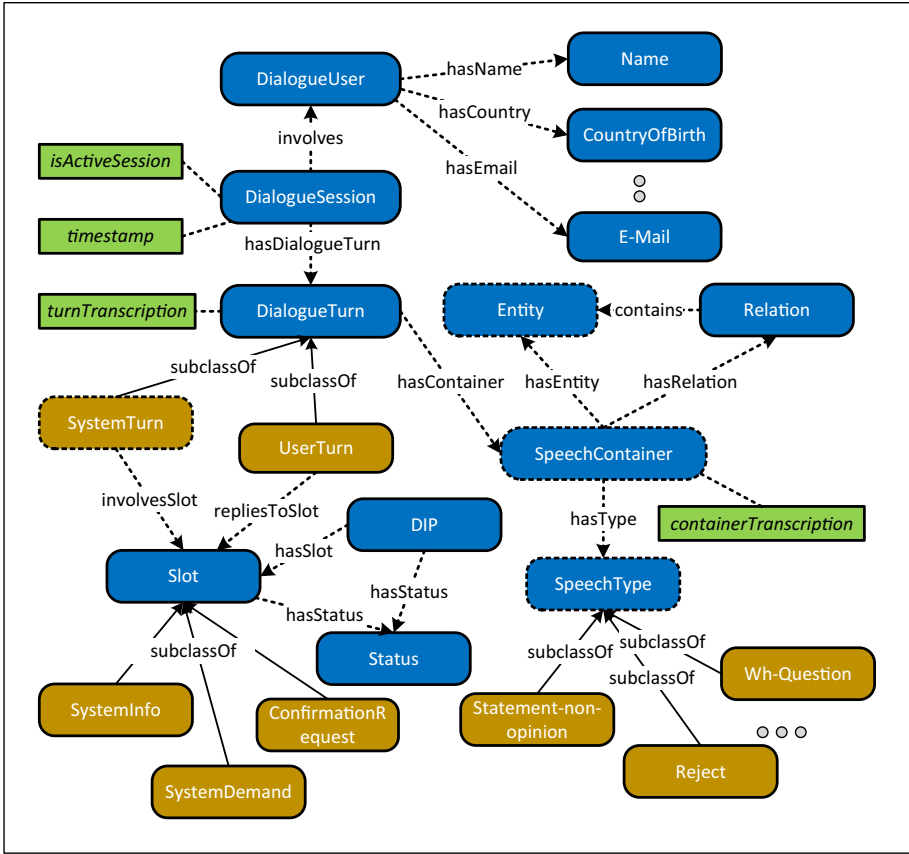 DialogueUser
hasName
Name
hasCountry
CountryOfBirth
involves
hasEmail
isActiveSession
DialogueSession
timestamp
E-Mail
hasDialogueTurn
turnTranscription
DialogueTurn
Entity
contains
Relation
subclassOf
subclassOf
hasContainer
hasEntity
hasRelation
SystemTurn
UserTurn
SpeechContainer
involvesSlot
repliesToSlot
DIP
hasType
containerTranscription
hasSlot
Slot
hasStatus
hasStatus
SpeechType
Status
subclassOf
subclassOf
subclassOf
subclassOf
Wh-Question
SystemInfo
ConfirmationR
equest
Statement-non-
opinion
SystemDemand
Reject